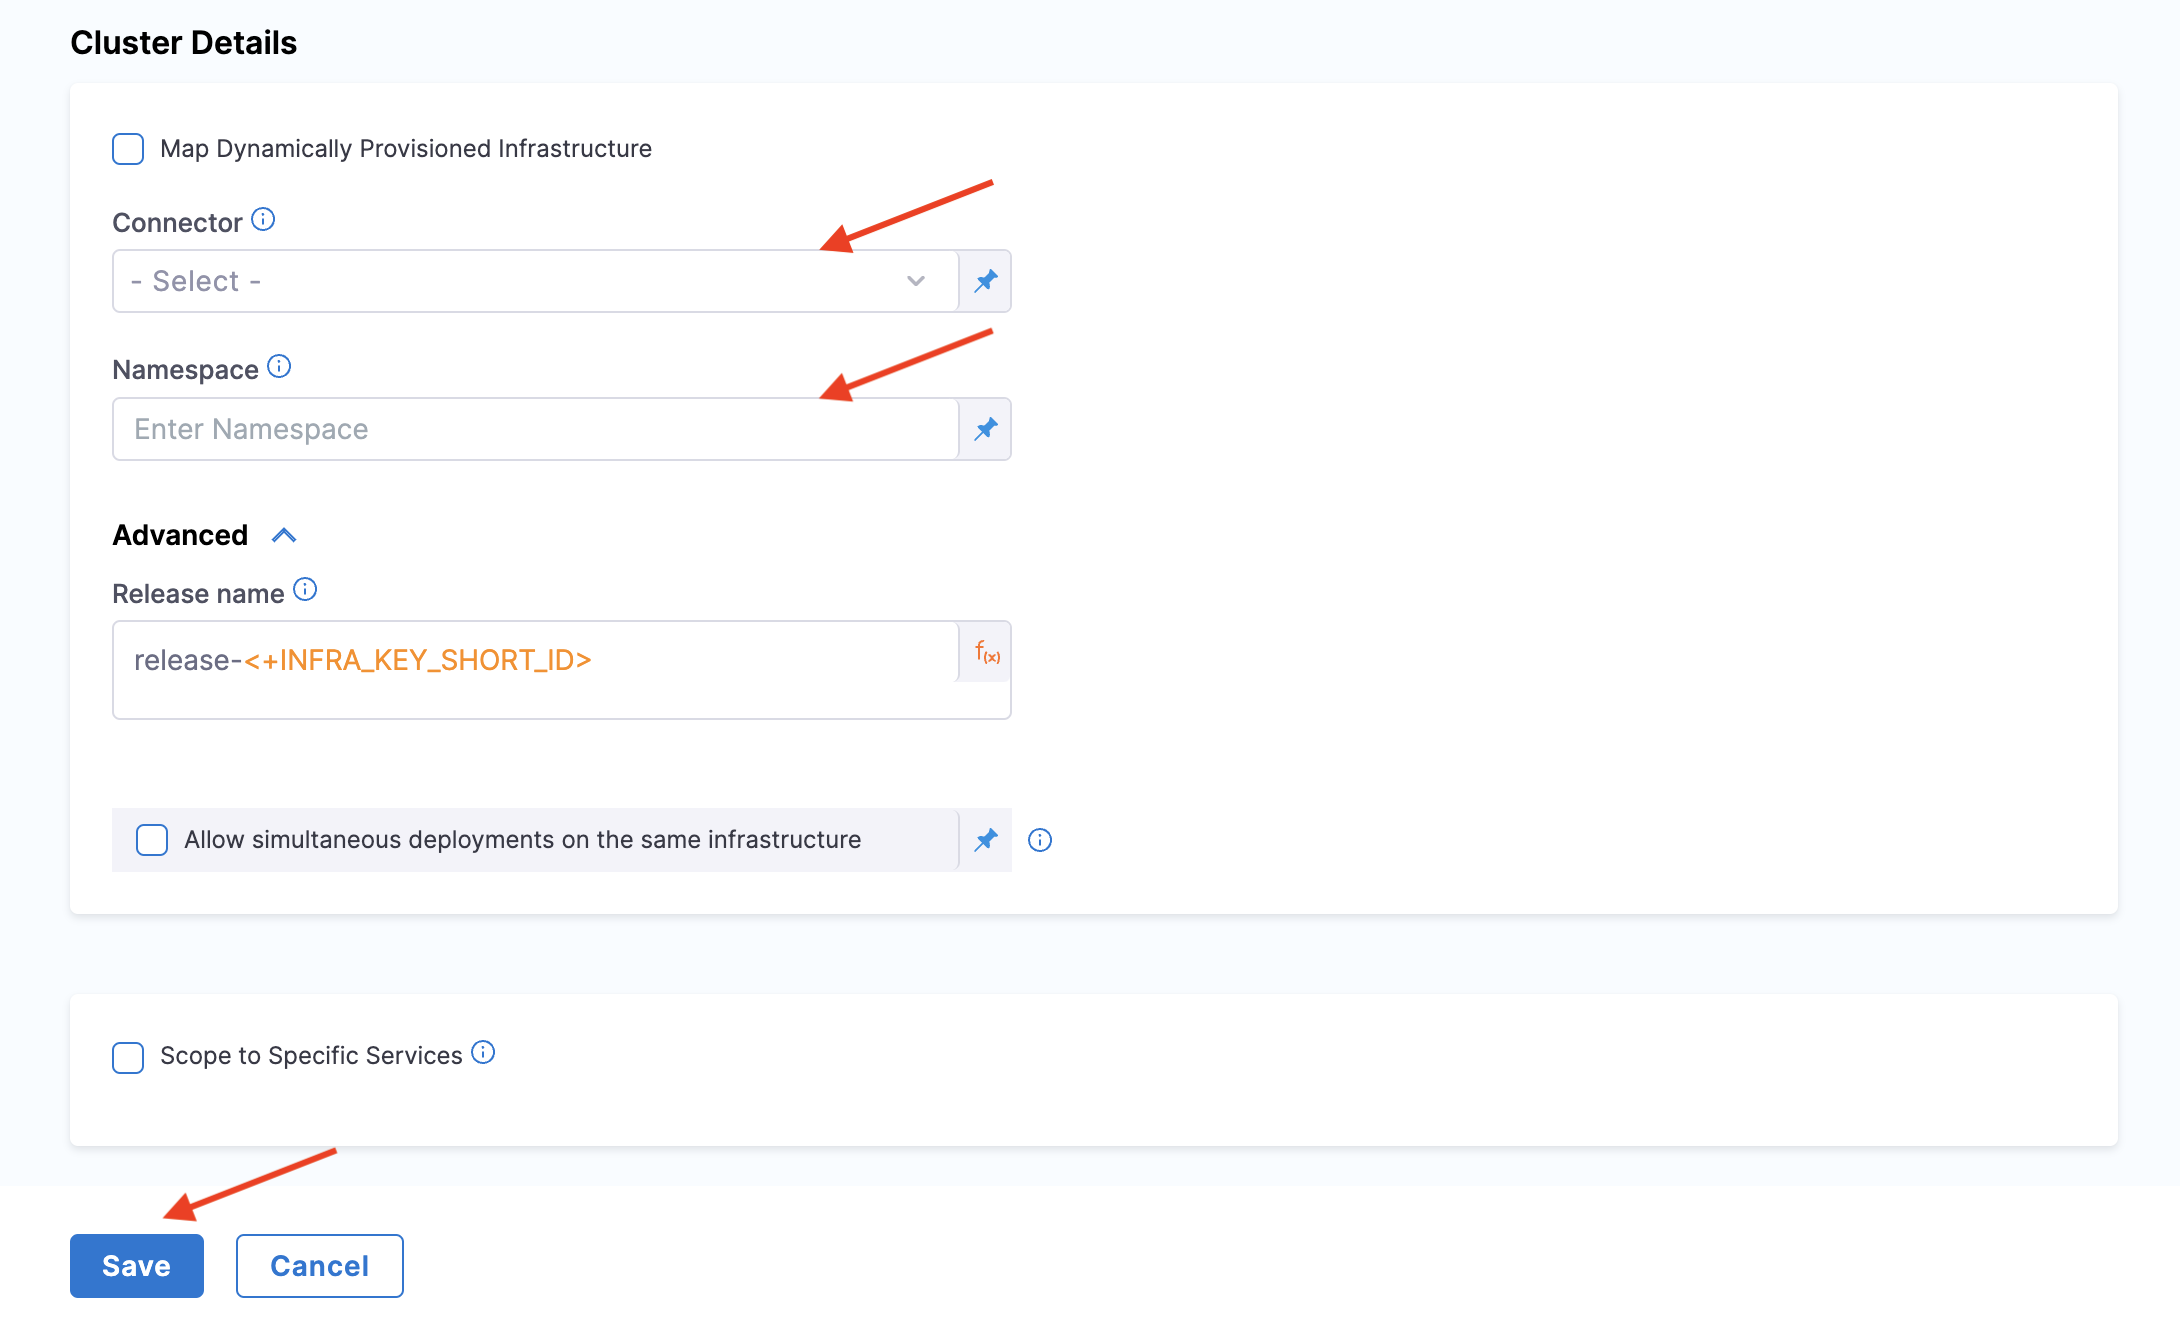 Cluster Details
Map Dynamically Provisioned Infrastructure
Connector
- Select -
Namespace
Enter Namespace
Advanced
Release name
release-<+INFRA_KEY_SHORT_ID>
f(x)
Allow simultaneous deployments on the same infrastructure
Scope to Specific Services
Save
Cancel